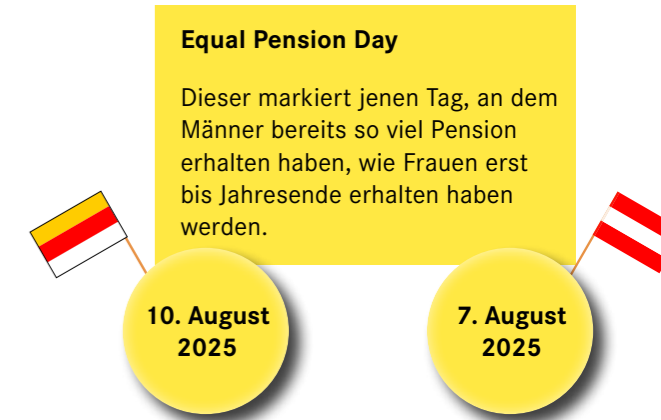 Equal Pension Day
Dieser markiert jenen Tag, an dem
Männer bereits so viel Pension
erhalten haben, wie Frauen erst
bis Jahresende erhalten haben
werden.
10. August
2025
7. August
2025